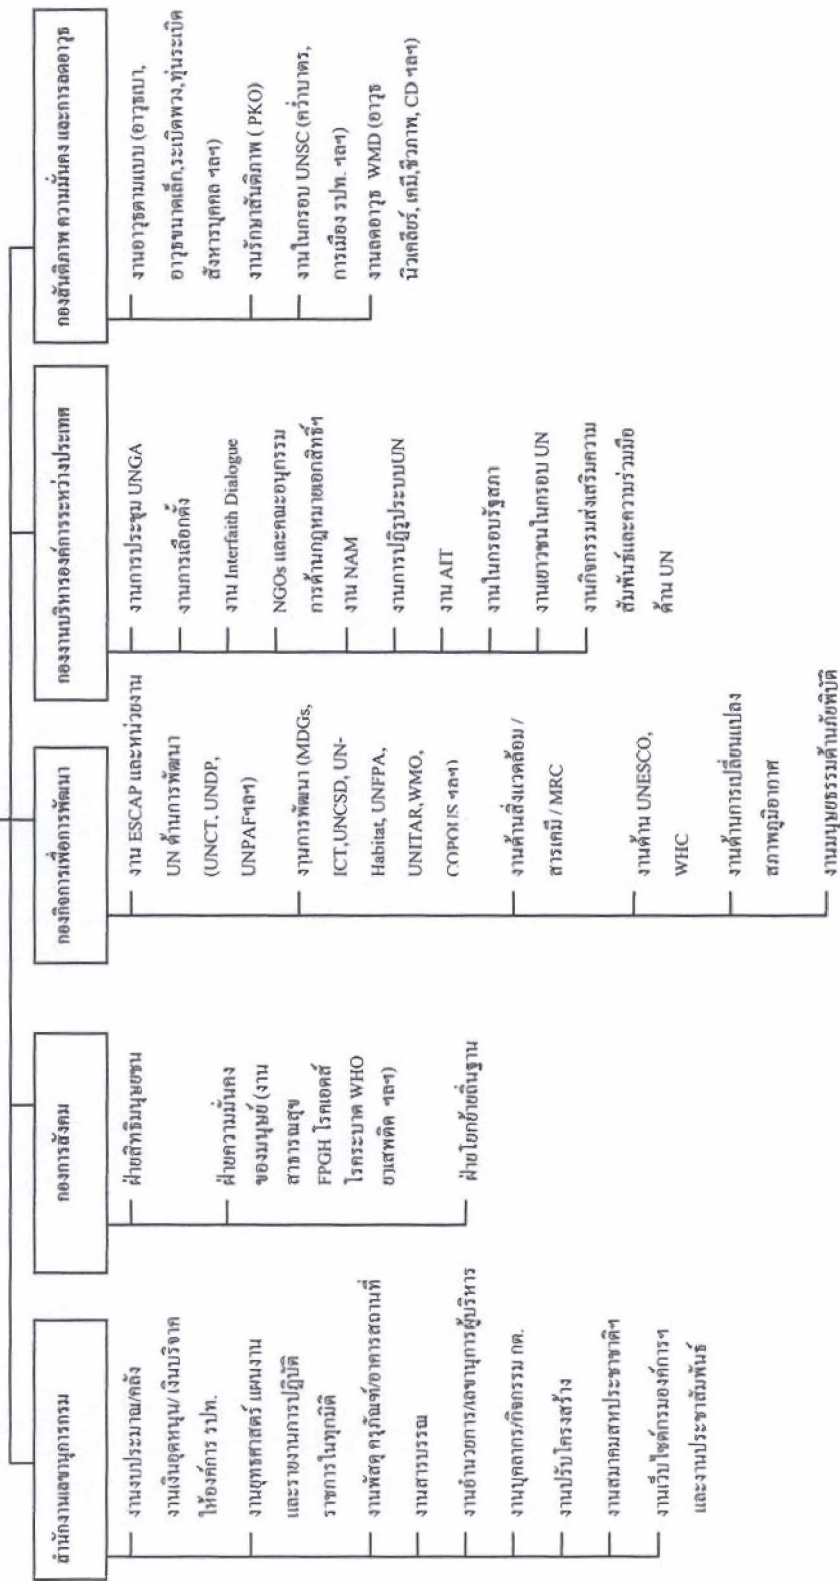 สำนักงานเลขานุการกรม
งานงบประมาณ/คลัง
งานเงินอุดหนุน/ เงินบริจาค
ให้องค์การ รปท.
งานยุทธศาสตร์ แผนงาน
และรายงานการปฏิบัติ
ราชการในทุกมิติ
งานพัสดุ ครุภัณฑ์/อาคารสถานที่
งานสารบรรณ
งานอำนวยการ/เลขานุการผู้บริหาร
งานบุคลากร/กิจกรรม กต.
งานปรับโครงสร้าง
งานสมาคมสหประชาชาติฯ
งานเว็บไซต์กรมองค์การฯ
และงานประชาสัมพันธ์
กองการสังคม
ฝ่ายสิทธิมนุษยชน
ฝ่ายความมั่นคง
ของมนุษย์ (งาน
สาธารณสุข
FPGH โรคเอดส์
โรคระบาด WHO
ยาเสพติด ฯลฯ)
ฝ่ายโยกย้ายถิ่นฐาน
กองกิจการเพื่อการพัฒนา
งาน ESCAP และหน่วยงาน
UN ด้านการพัฒนา
(UNCT, UNDP,
UNPAFฯลฯ)
งานการพัฒนา (MDGs,
ICT,UNCSD, UN-
Habitat, UNFPA,
UNITAR,WMO,
COPOUS ฯลฯ)
งานด้านสิ่งแวดล้อม /
สารเคมี / MRC
งานด้าน UNESCO,
WHC
งานด้านการเปลี่ยนแปลง
สภาพภูมิอากาศ
งานมนุษยธรรมด้านภัยพิบัติ
กองงานบริหารองค์การระหว่างประเทศ
งานการประชุม UNGA
งานการเลือกตั้ง
งาน Interfaith Dialogue
NGOs และคณะอนุกรรม
การด้านกฎหมายเอกสิทธิ์ฯ
งาน NAM
งานการปฏิรูประบบUN
งาน AIT
งานในกรอบรัฐสภา
งานเยาวชนในกรอบ UN
งานกิจกรรมส่งเสริมความ
สัมพันธ์และความร่วมมือ
ด้าน UN
กองสันติภาพ ความมั่นคง และการลดอาวุธ
งานอาวุธตามแบบ (อาวุธเบา,
อาวุธขนาดเล็ก,ระเบิดพวง,ทุ่นระเบิด
สังหารบุคคล ฯลฯ)
งานรักษาสันติภาพ ( PKO)
งานในกรอบ UNSC (คว่ำบาตร,
การเมือง รปท. ฯลฯ)
งานลดอาวุธ WMD (อาวุธ
นิวเคลียร์, เคมี,ชีวภาพ, CD ฯลฯ)